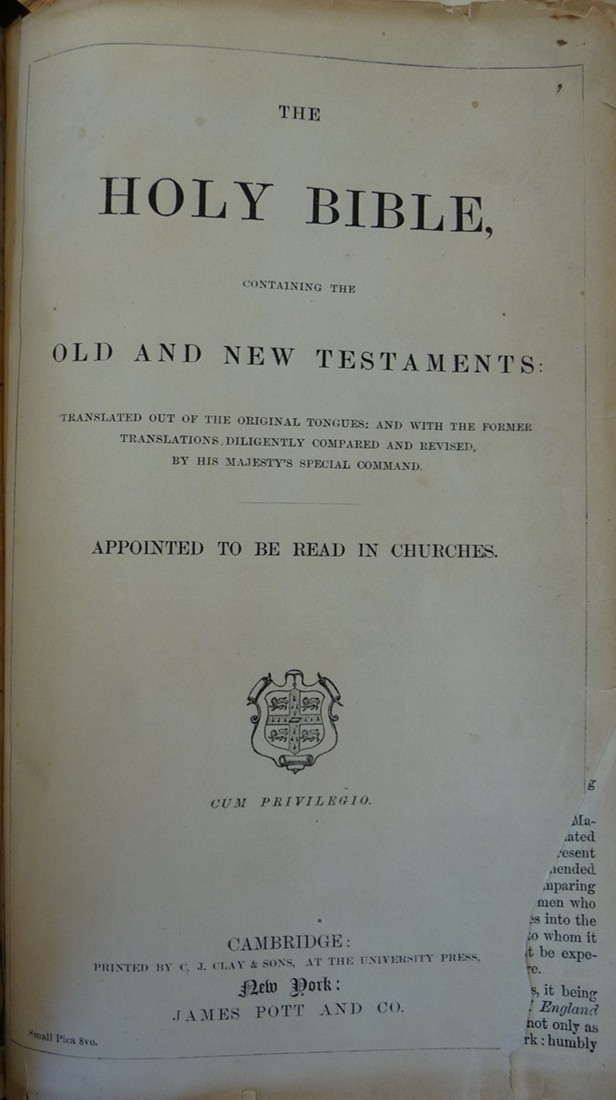 THE
HOLY BIBLE,
CONTAINING THE
OLD AND NEW TESTAMENTS:
TRANSLATED OUT OF THE ORIGINAL TONGUES: AND WITH THE FORMER
TRANSLATIONS DILIGENTLY COMPARED AND REVISED,
BY HIS MAJESTY'S SPECIAL COMMAND.
APPOINTED TO BE READ IN CHURCHES.
CUM PRIVILEGIO.
CAMBRIDGE:
PRINTED BY C. J. CLAY & SONS, AT THE UNIVERSITY PRESS,
New York:
JAMES POTT AND CO.
Small Pica 8vo.
g
Ma-
ated
resent
nended
mparing
men who
es into the
to whom it
t be expe-
re.
s, it being
England
not only as
rk: humbly